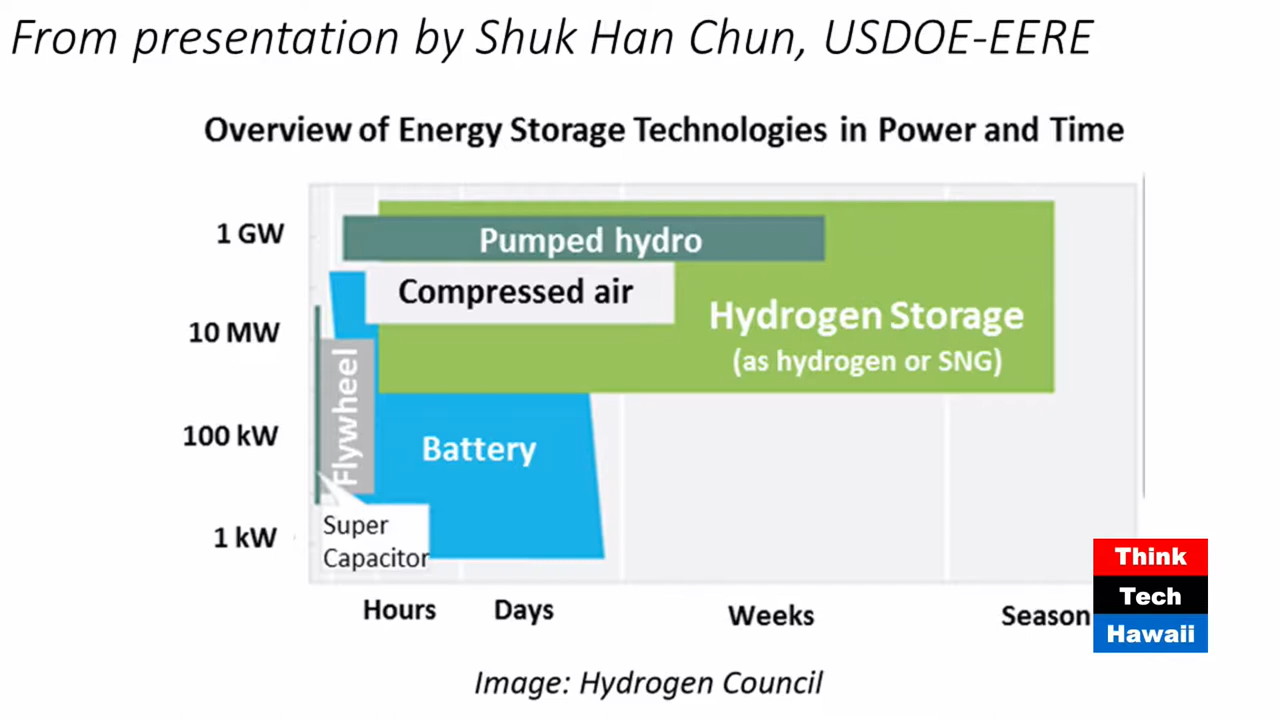 From presentation by Shuk Han Chun, USDOE-EERE
Overview of Energy Storage Technologies in Power and Time
1 GW
Pumped hydro
Compressed air
Hydrogen Storage
(as hydrogen or SNG)
10 MW
Flywheel
100 kW
Battery
1 kW
Super
Capacitor
Hours
Days
Weeks
Season
Think
Tech
Hawaii
Image: Hydrogen Council